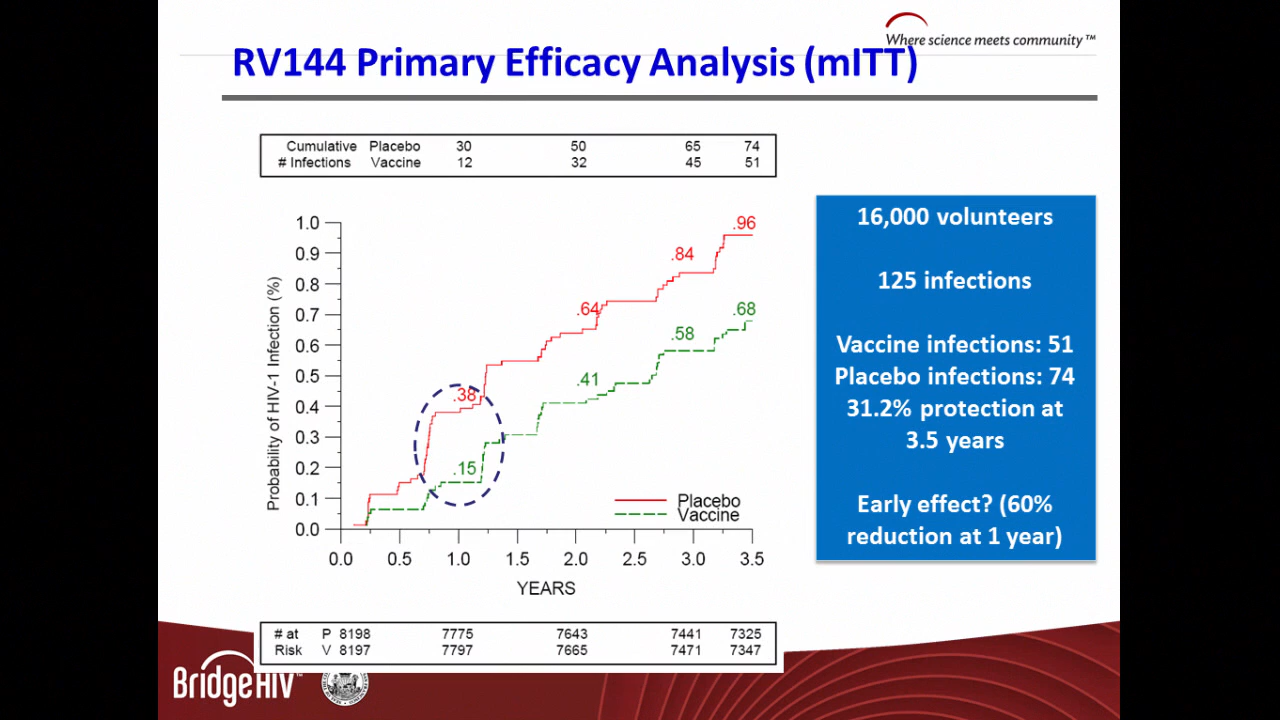 Where science meets community™
RV144 Primary Efficacy Analysis (mITT)
Cumulative Placebo 30 50 65 74
# Infections Vaccine 12 32 45 51
Probability of HIV-1 Infection (%)
1.0
0.9
0.8
0.7
0.6
0.5
0.4
0.3
0.2
0.1
0.0
.96
.84
.64
.38
.68
.58
.41
.15
Placebo
Vaccine
0.0 0.5 1.0 1.5 2.0 2.5 3.0 3.5
YEARS
# at P 8198 7775 7643 7441 7325
Risk V 8197 7797 7665 7471 7347
16,000 volunteers
125 infections
Vaccine infections: 51
Placebo infections: 74
31.2% protection at
3.5 years
Early effect? (60%
reduction at 1 year)
BridgeHIV™